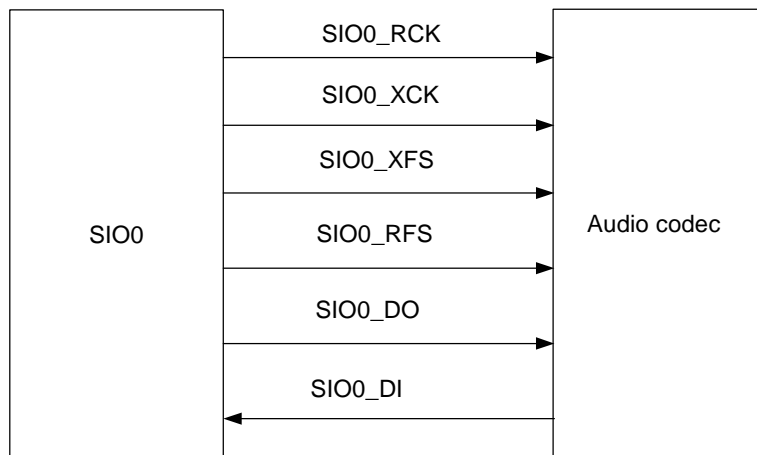 SIO0_RCK
SIO0_XCK
SIO0_XFS
SIO0
SIO0_RFS
Audio codec
SIO0_DO
SIO0_DI